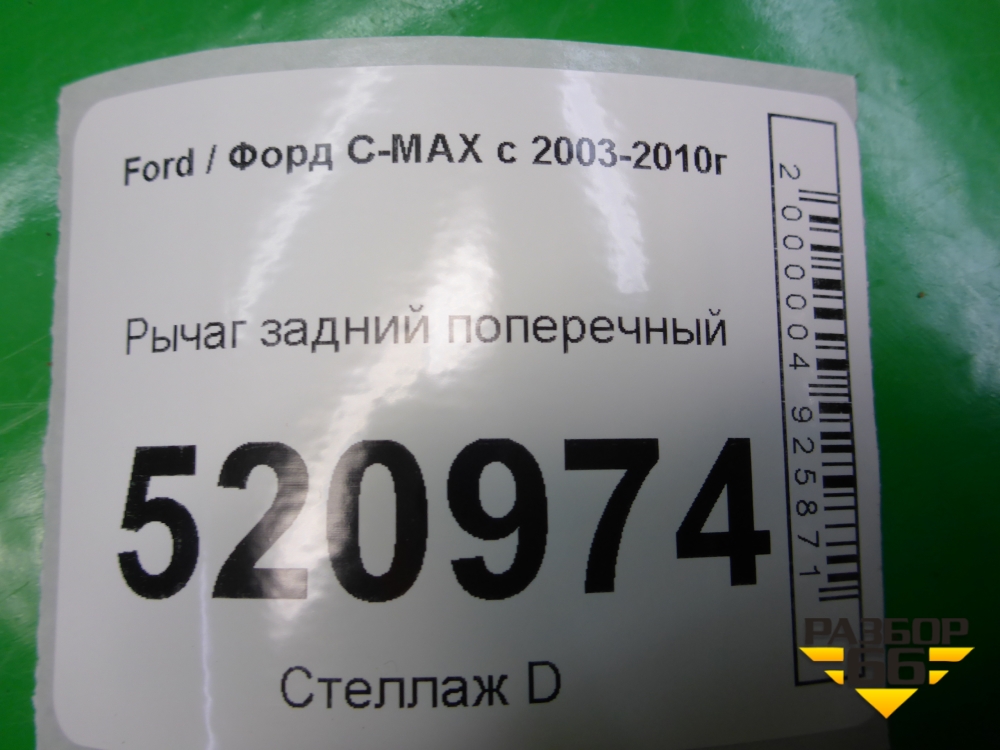 Ford / Форд C-MAX с 2003-2010г
Рычаг задний поперечный
520974
Стеллаж D
2000004925871
РАЗБОР
66